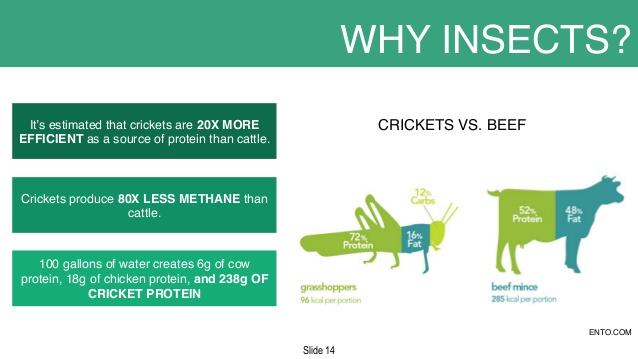 WHY INSECTS?
It's estimated that crickets are 20X MORE
EFFICIENT as a source of protein than cattle.
Crickets produce 80X LESS METHANE than
cattle.
100 gallons of water creates 6g of cow
protein, 18g of chicken protein, and 238g OF
CRICKET PROTEIN
CRICKETS VS. BEEF
12%
Carbs
72%
Protein
16%
Fat
grasshoppers
96 kcal per portion
52%
Protein
48%
Fat
beef mince
285 kcal per portion
ENTO.COM
Slide 14